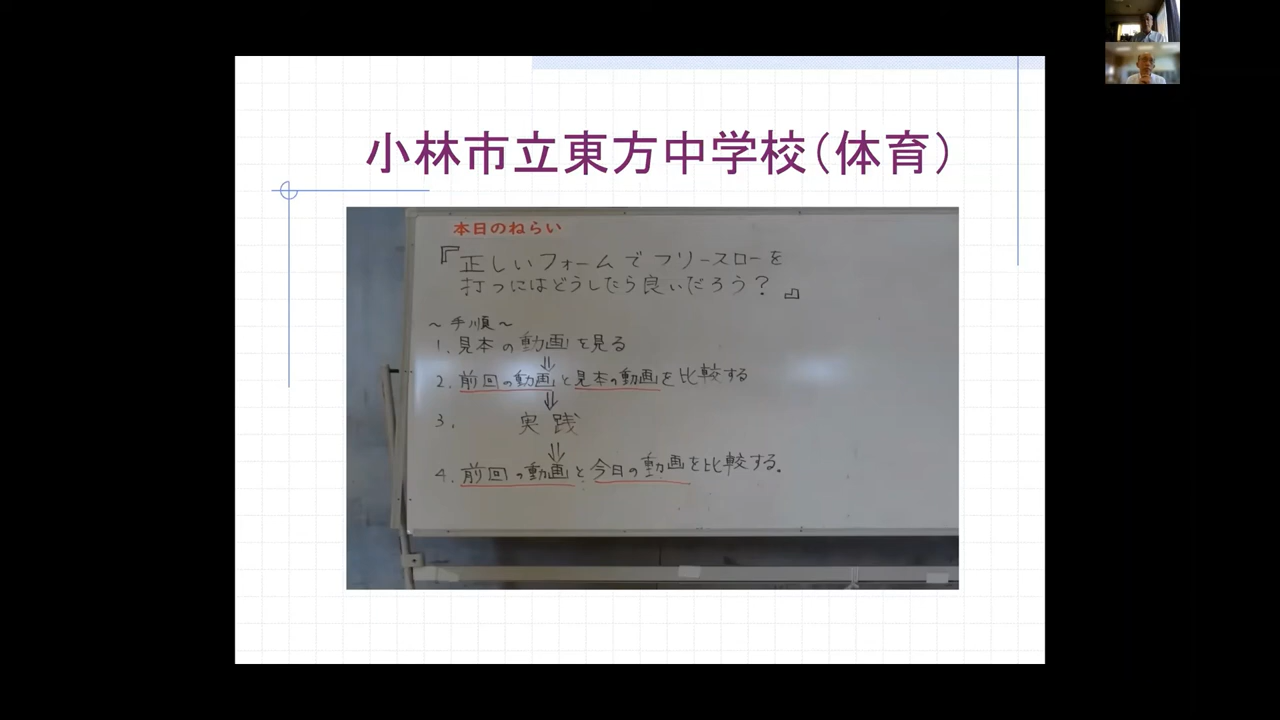 小林市立東方中学校(体育)
本日のねらい
『正しいフォームでフリースローを
打つにはどうしたら良いだろう?』
~手順~
1. 見本の動画を見る
⇓
2. 前回の動画と見本の動画を比較する
⇓
3. 実践
⇓
4. 前回の動画と今日の動画を比較する。